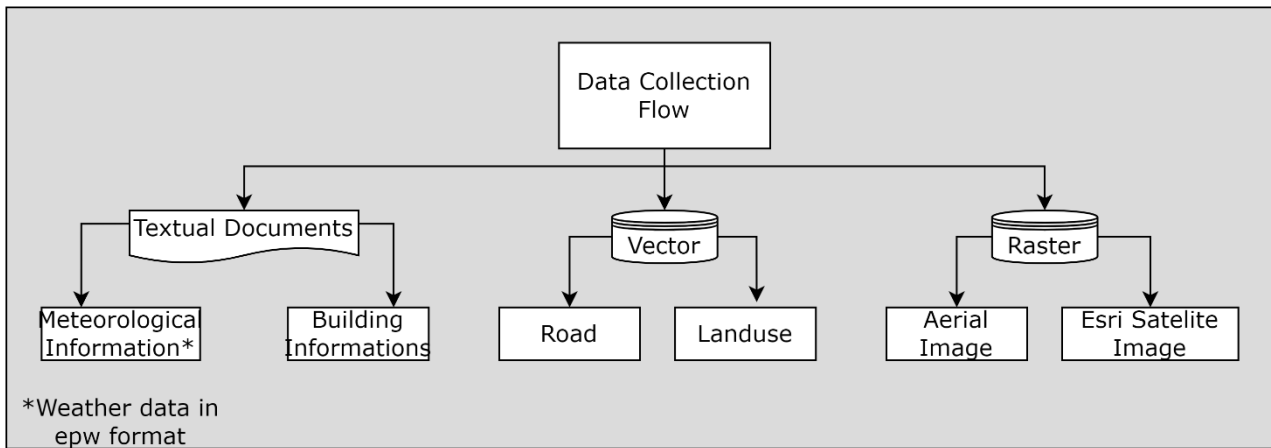 Data Collection
Flow
Textual Documents
Vector
Raster
Meteorological
Information*
Building
Informations
Road
Landuse
Aerial
Image
Esri Satelite
Image
*Weather data in
epw format